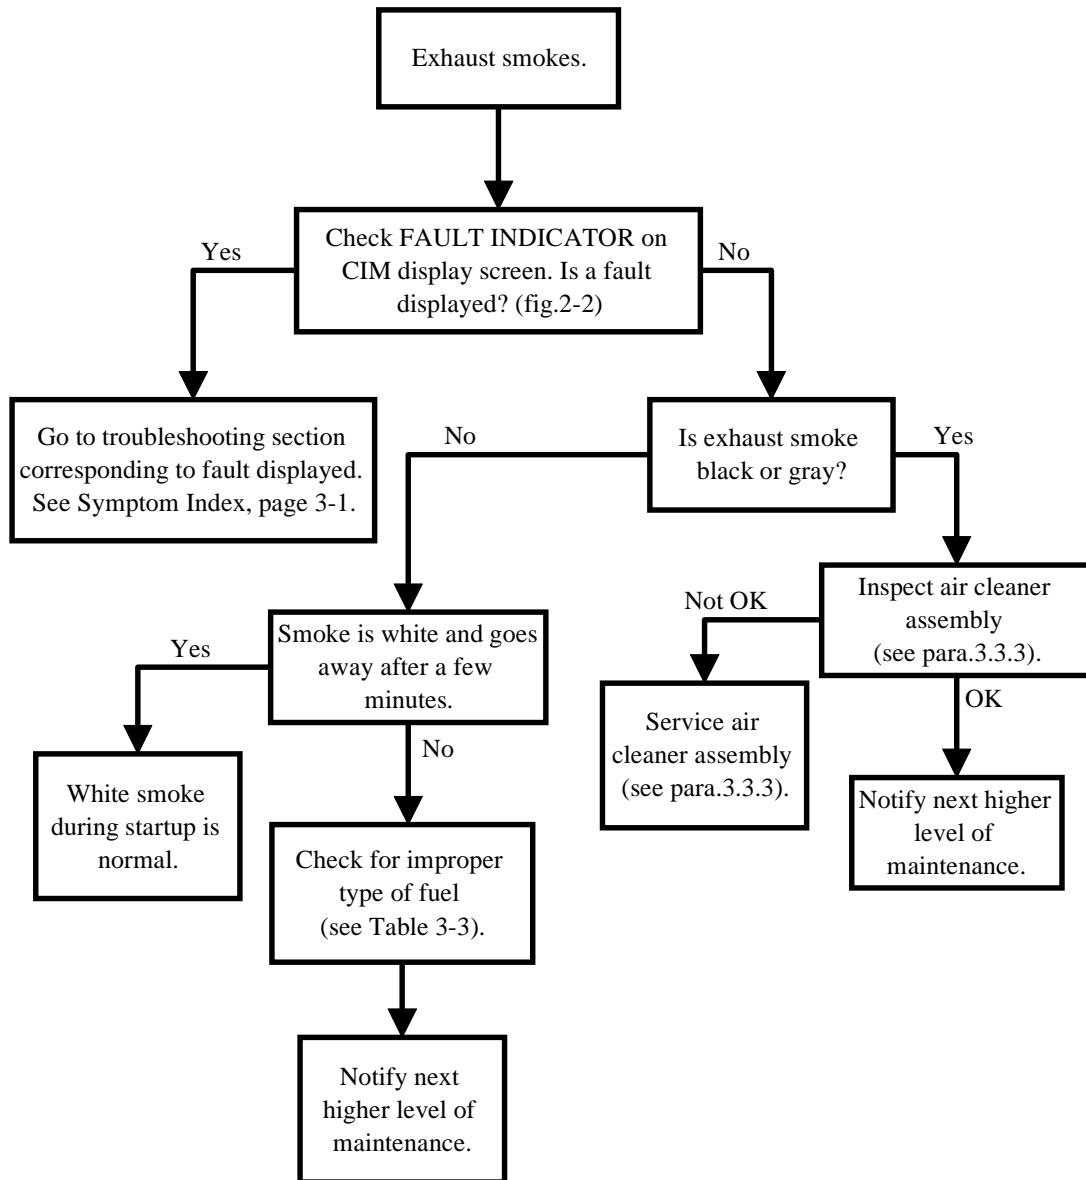 Exhaust smokes.
Check FAULT INDICATOR on
CIM display screen. Is a fault
displayed? (fig.2-2)
Yes
No
Go to troubleshooting section
corresponding to fault displayed.
See Symptom Index, page 3-1.
Is exhaust smoke
black or gray?
No
Yes
Smoke is white and goes
away after a few
minutes.
Yes
No
White smoke
during startup is
normal.
Check for improper
type of fuel
(see Table 3-3).
Notify next
higher level of
maintenance.
Inspect air cleaner
assembly
(see para.3.3.3).
Not OK
OK
Service air
cleaner assembly
(see para.3.3.3).
Notify next higher
level of
maintenance.